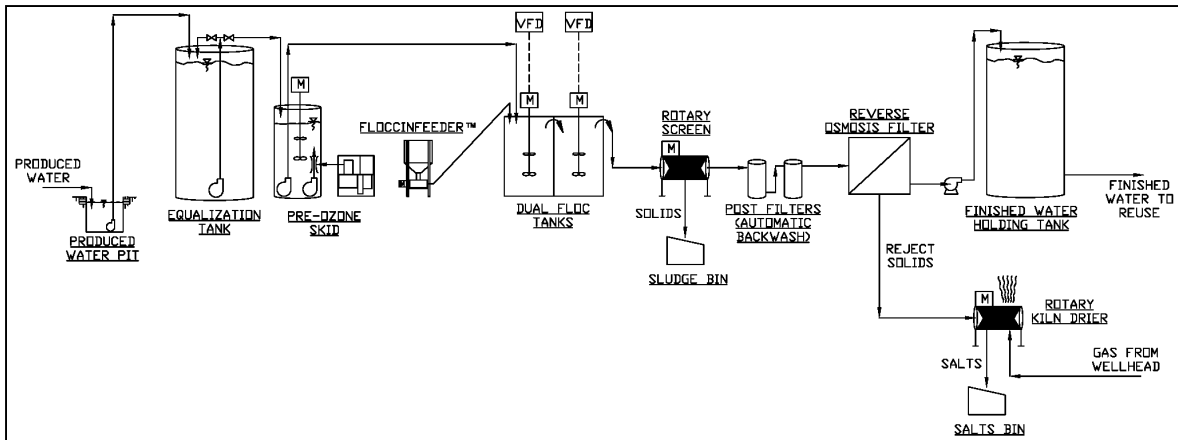 PRODUCED
WATER
PRODUCED
WATER PIT
EQUALIZATION
TANK
M
PRE-OZONE
SKID
FLOCCINFEEDER™
M
VFD
VFD
M
M
DUAL FLOC
TANKS
ROTARY
SCREEN
M
SOLIDS
SLUDGE BIN
POST FILTERS
(AUTOMATIC
BACKWASH)
REVERSE
OSMOSIS FILTER
REJECT
SOLIDS
FINISHED WATER
HOLDING TANK
FINISHED
WATER TO
REUSE
M
ROTARY
KILN DRIER
SALTS
SALTS BIN
GAS FROM
WELLHEAD